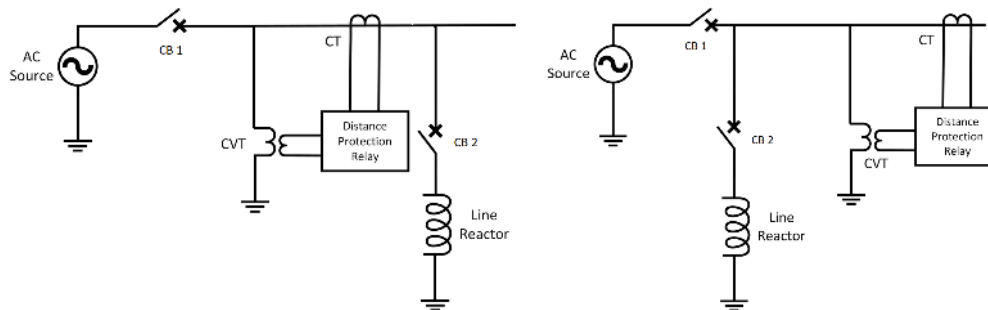 CB 1
CT
AC
Source
CVT
Distance
Protection
Relay
CB 2
Line
Reactor
CB 1
CT
AC
Source
CB 2
Distance
Protection
Relay
CVT
Line
Reactor